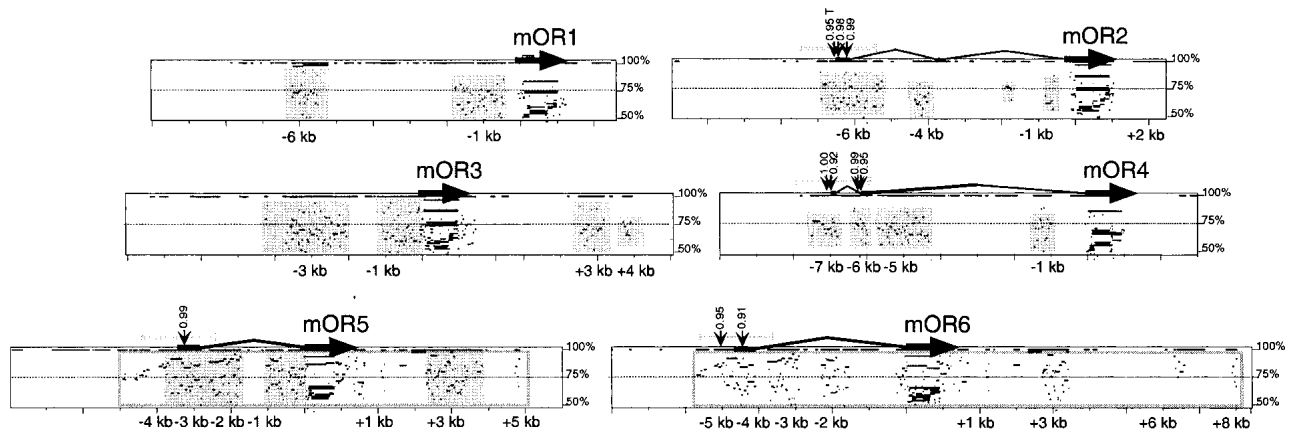 mOR1
100%
75%
50%
-6 kb -1 kb
0.95 T
0.98
0.99
mOR2
100%
75%
50%
-6 kb -4 kb -1 kb +2 kb
mOR3
100%
75%
50%
-3 kb -1 kb +3 kb +4 kb
1.00
0.92
0.99
0.95
mOR4
100%
75%
50%
-7 kb -6 kb -5 kb -1 kb
0.99
mOR5
100%
75%
50%
-4 kb -3 kb -2 kb -1 kb +1 kb +3 kb +5 kb
0.95
0.91
mOR6
100%
75%
50%
-5 kb -4 kb -3 kb -2 kb +1 kb +3 kb +6 kb +8 kb